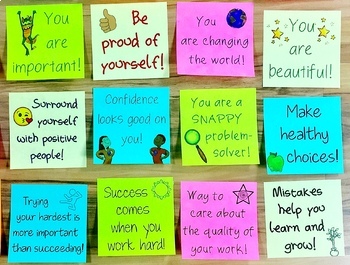 You
are
important!
Be
proud of
yourself!
You
are changing
the world!
You
are
beautiful!
Surround
yourself
with positive
people!
Confidence
looks good on
you!
You are a
SNAPPY
problem-
solver!
Make
healthy
choices!
Trying
your hardest is
more important
than succeeding!
Success
comes
when you
work hard!
Way to
care about
the quality of
your work!
Mistakes
help you
learn and
grow!